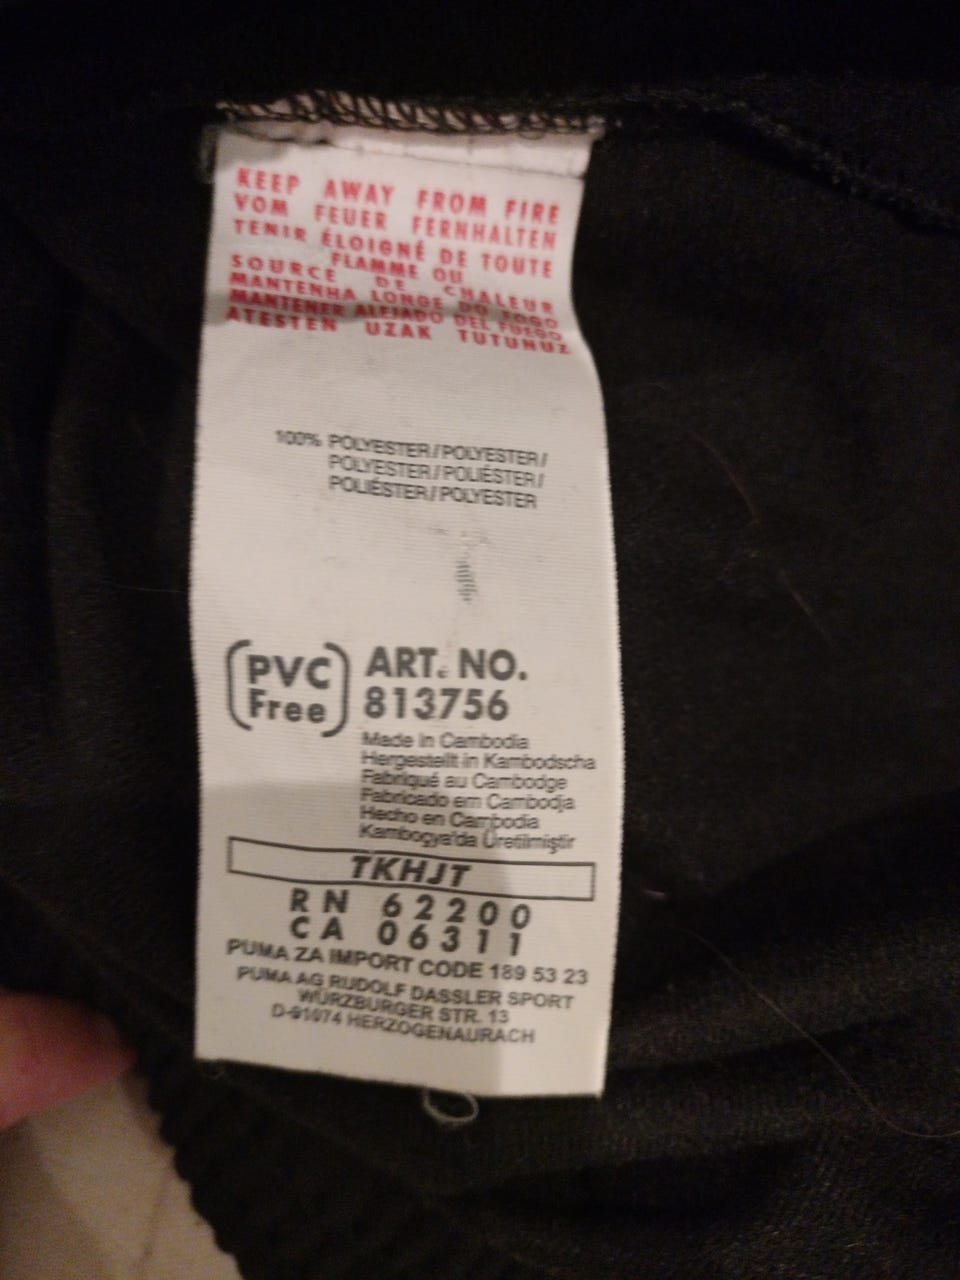 KEEP AWAY FROM FIRE
VOM FEUER FERNHALTEN
TENIR ÉLOIGNÉ DE TOUTE
FLAMME OU
SOURCE DE CHALEUR
MANTENHA LONGE DO FOGO
MANTENER ALEJADO DEL FUEGO
ATESTEN UZAK TUTUNUZ
100% POLYESTER/POLYESTER/
POLYESTER/POLIÉSTER/
POLIÉSTER/POLYESTER
PVC
Free
ART. NO.
813756
Made in Cambodia
Hergestellt in Kambodscha
Fabriqué au Cambodge
Fabricado em Cambodja
Hecho en Cambodia
Kambogya'da Üretilmiştir
TKHJT
RN 62200
CA 06311
PUMA ZA IMPORT CODE 189 53 23
PUMA AG RUDOLF DASSLER SPORT
WÜRZBURGER STR. 13
D-91074 HERZOGENAURACH